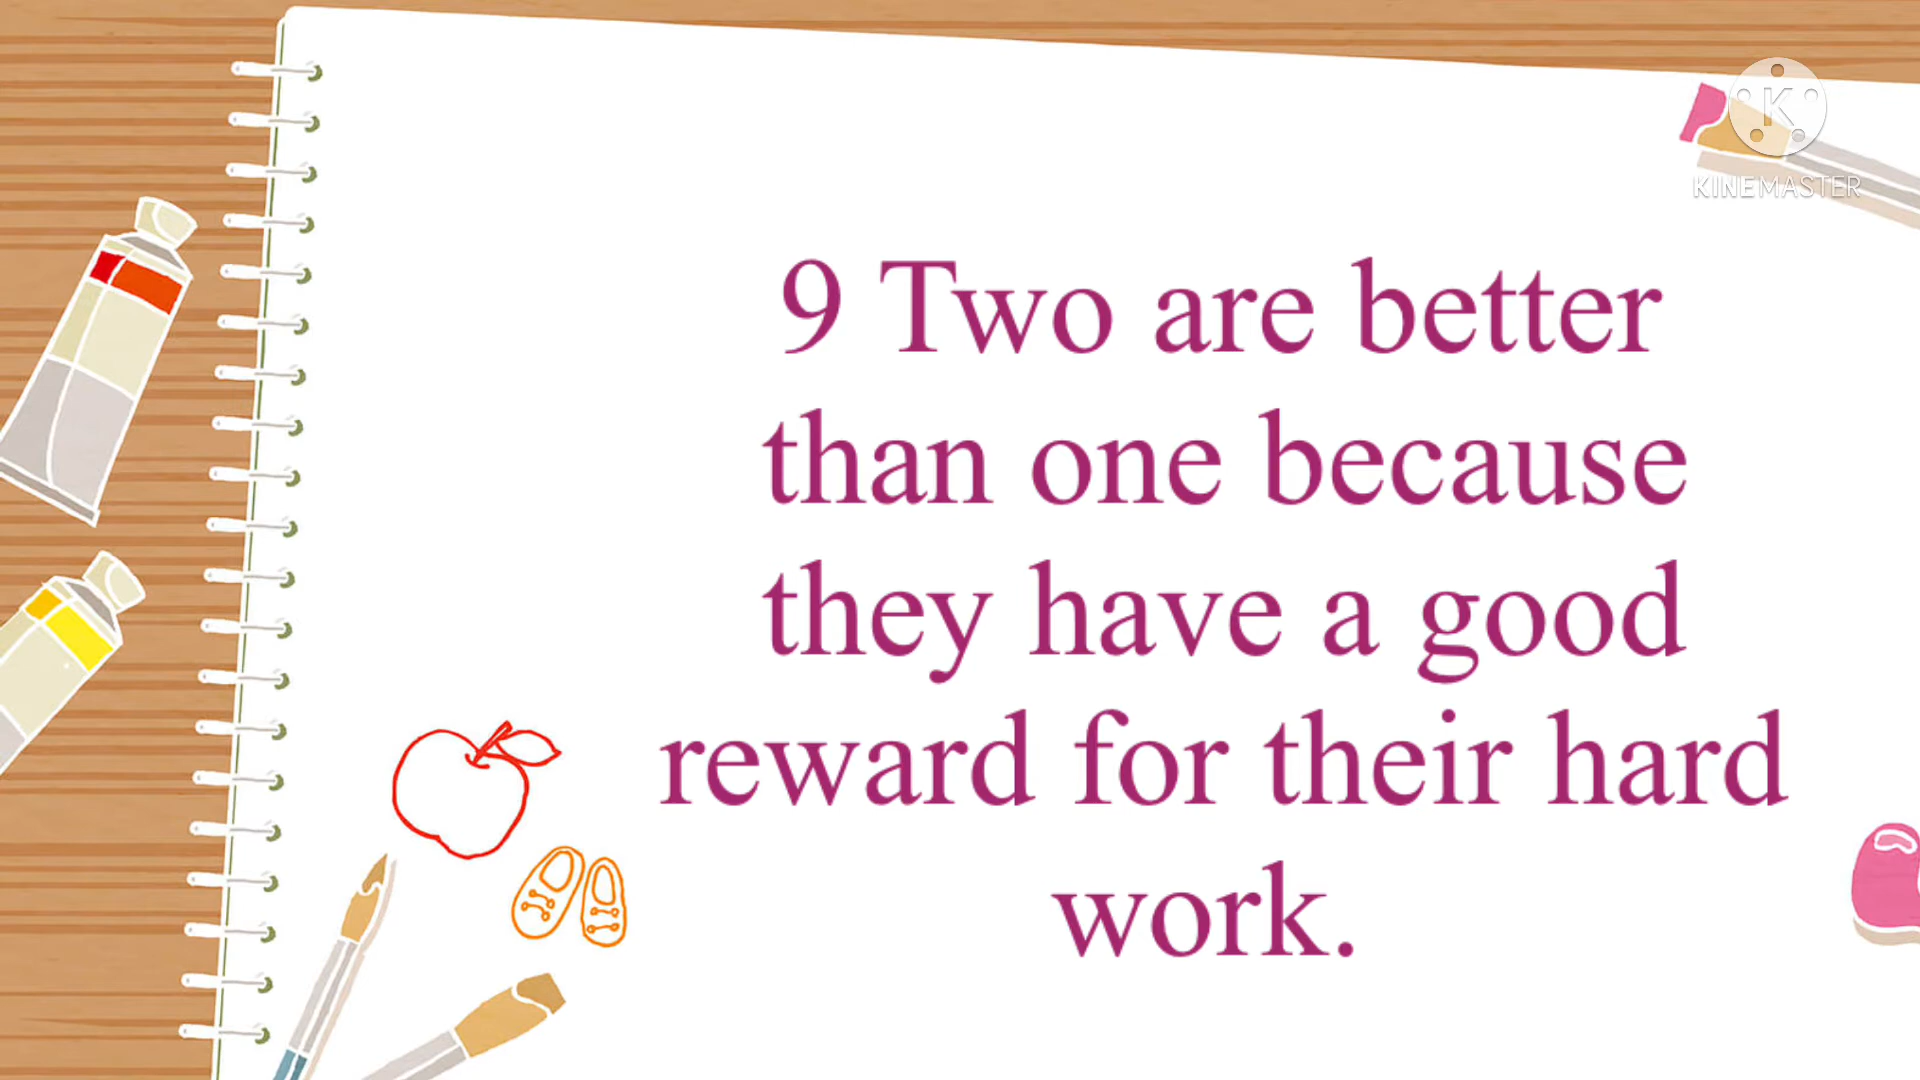 K
KINEMASTER
9 Two are better
than one because
they have a good
reward for their hard
work.